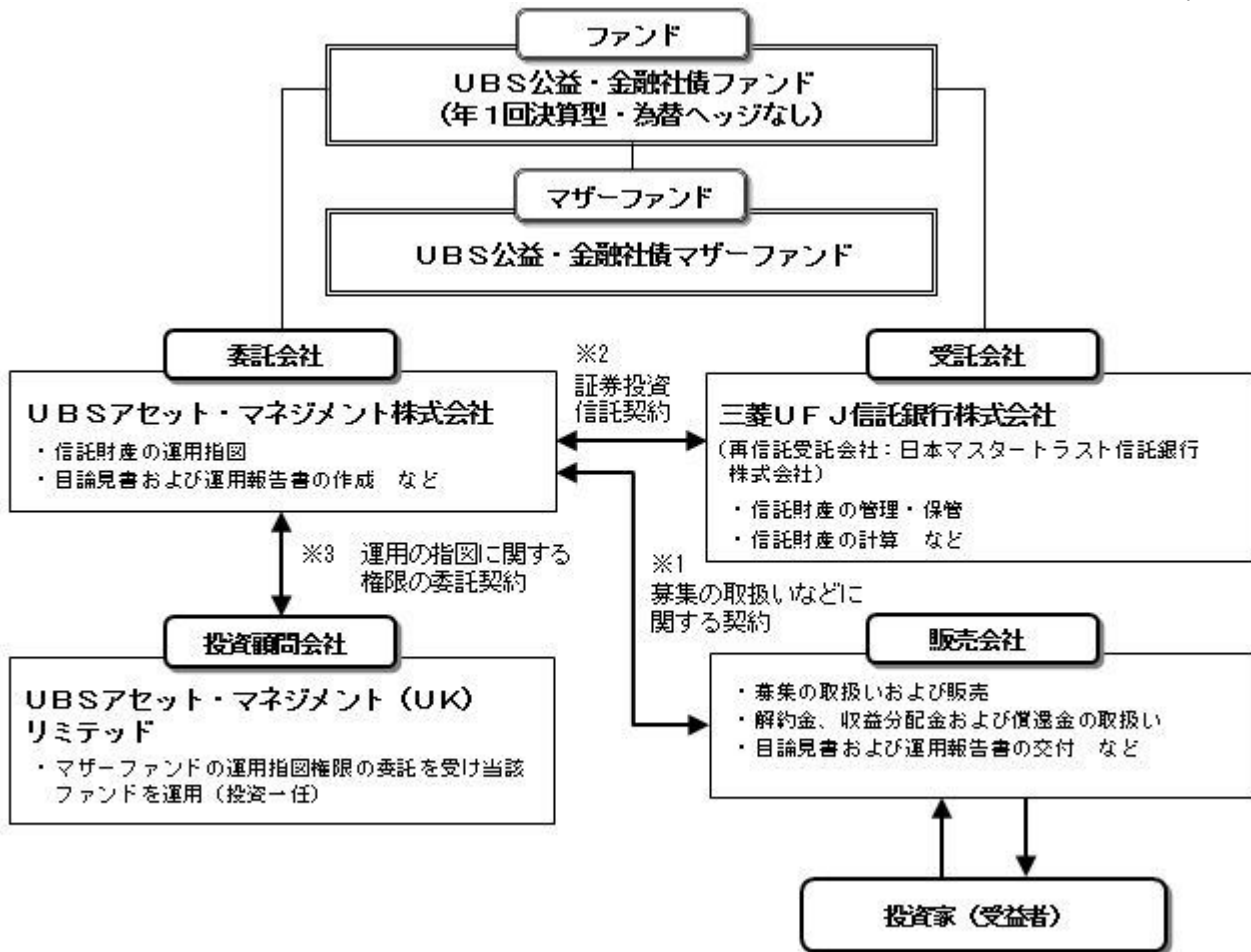 ファンド
UBS公益・金融社債ファンド
(年1回決算型・為替ヘッジなし)
マザーファンド
UBS公益・金融社債マザーファンド
委託会社
UBSアセット・マネジメント株式会社
・信託財産の運用指図
・目論見書および運用報告書の作成 など
※2
証券投資
信託契約
受託会社
三菱UFJ信託銀行株式会社
(再信託受託会社:日本マスタートラスト信託銀行
株式会社)
・信託財産の管理・保管
・信託財産の計算 など
※3 運用の指図に関する
権限の委託契約
※1
募集の取扱いなどに
関する契約
投資顧問会社
UBSアセット・マネジメント(UK)
リミテッド
・マザーファンドの運用指図権限の委託を受け当該
ファンドを運用(投資一任)
販売会社
・募集の取扱いおよび販売
・解約金、収益分配金および償還金の取扱い
・目論見書および運用報告書の交付 など
投資家(受益者)